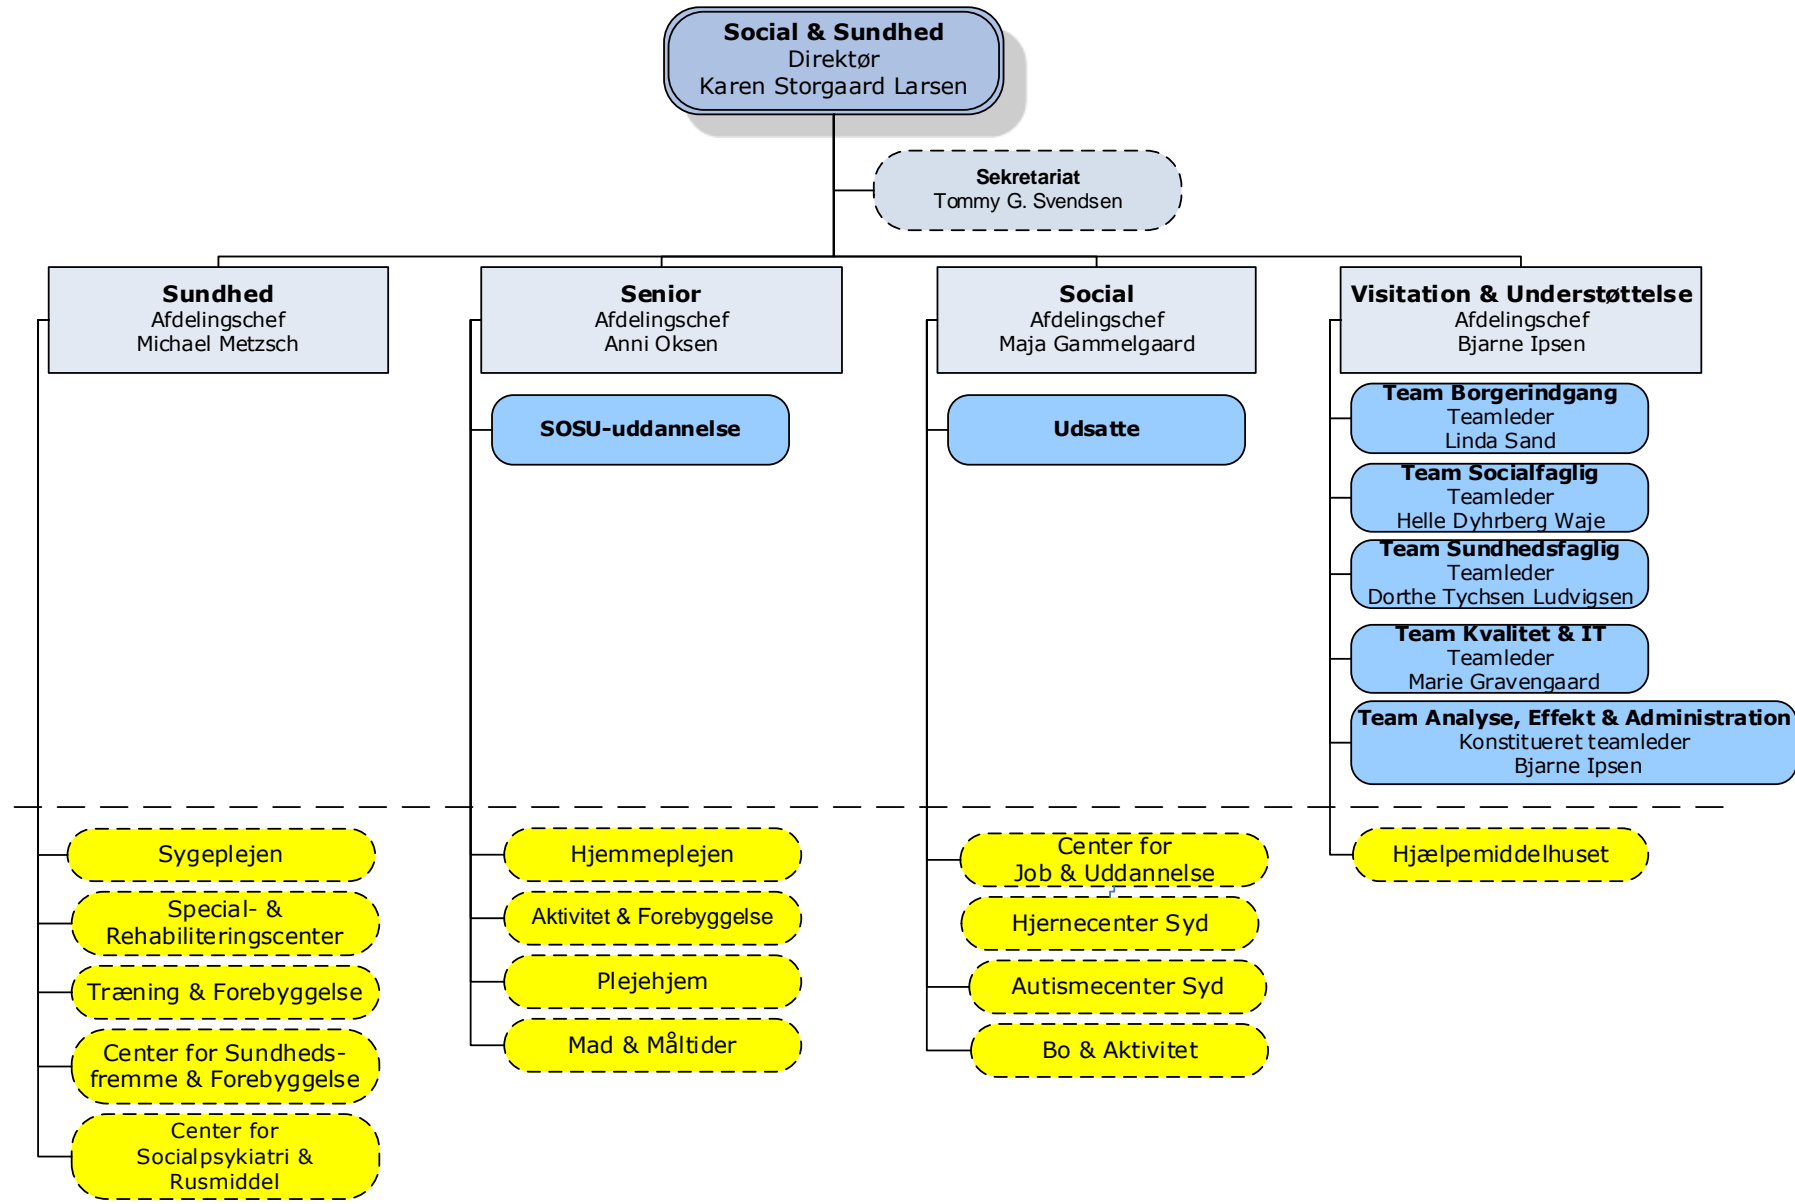 Social & Sundhed
Direktør
Karen Storgaard Larsen
Sekretariat
Tommy G. Svendsen
Sundhed
Afdelingschef
Michael Metzsch
Senior
Afdelingschef
Anni Oksen
Social
Afdelingschef
Maja Gammelgaard
Visitation & Understøttelse
Afdelingschef
Bjarne Ipsen
SOSU-uddannelse
Udsatte
Team Borgerindgang
Teamleder
Linda Sand
Team Socialfaglig
Teamleder
Helle Dyhrberg Waje
Team Sundhedsfaglig
Teamleder
Dorthe Tychsen Ludvigsen
Team Kvalitet & IT
Teamleder
Marie Gravengaard
Team Analyse, Effekt & Administration
Konstitueret teamleder
Bjarne Ipsen
Sygeplejen
Special- &
Rehabiliteringscenter
Træning & Forebyggelse
Center for Sundheds-
fremme & Forebyggelse
Center for
Socialpsykiatri &
Rusmiddel
Hjemmeplejen
Aktivitet & Forebyggelse
Plejehjem
Mad & Måltider
Center for
Job & Uddannelse
Hjernecenter Syd
Autismecenter Syd
Bo & Aktivitet
Hjælpemiddelhuset